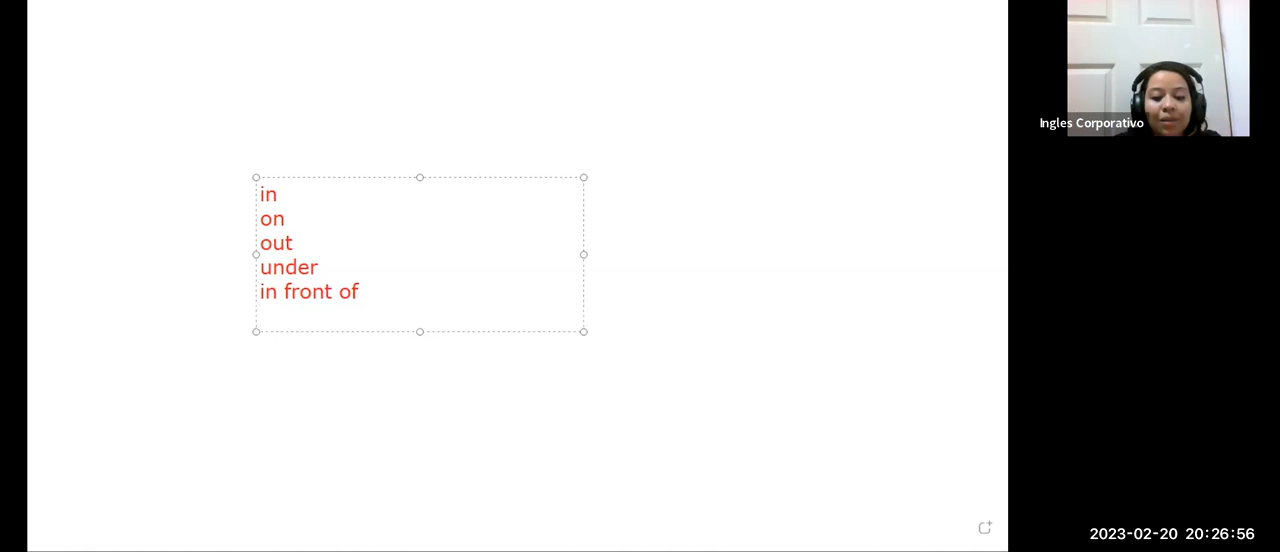 in
on
out
under
in front of
Ingles Corporativo
2023-02-20 20:26:56